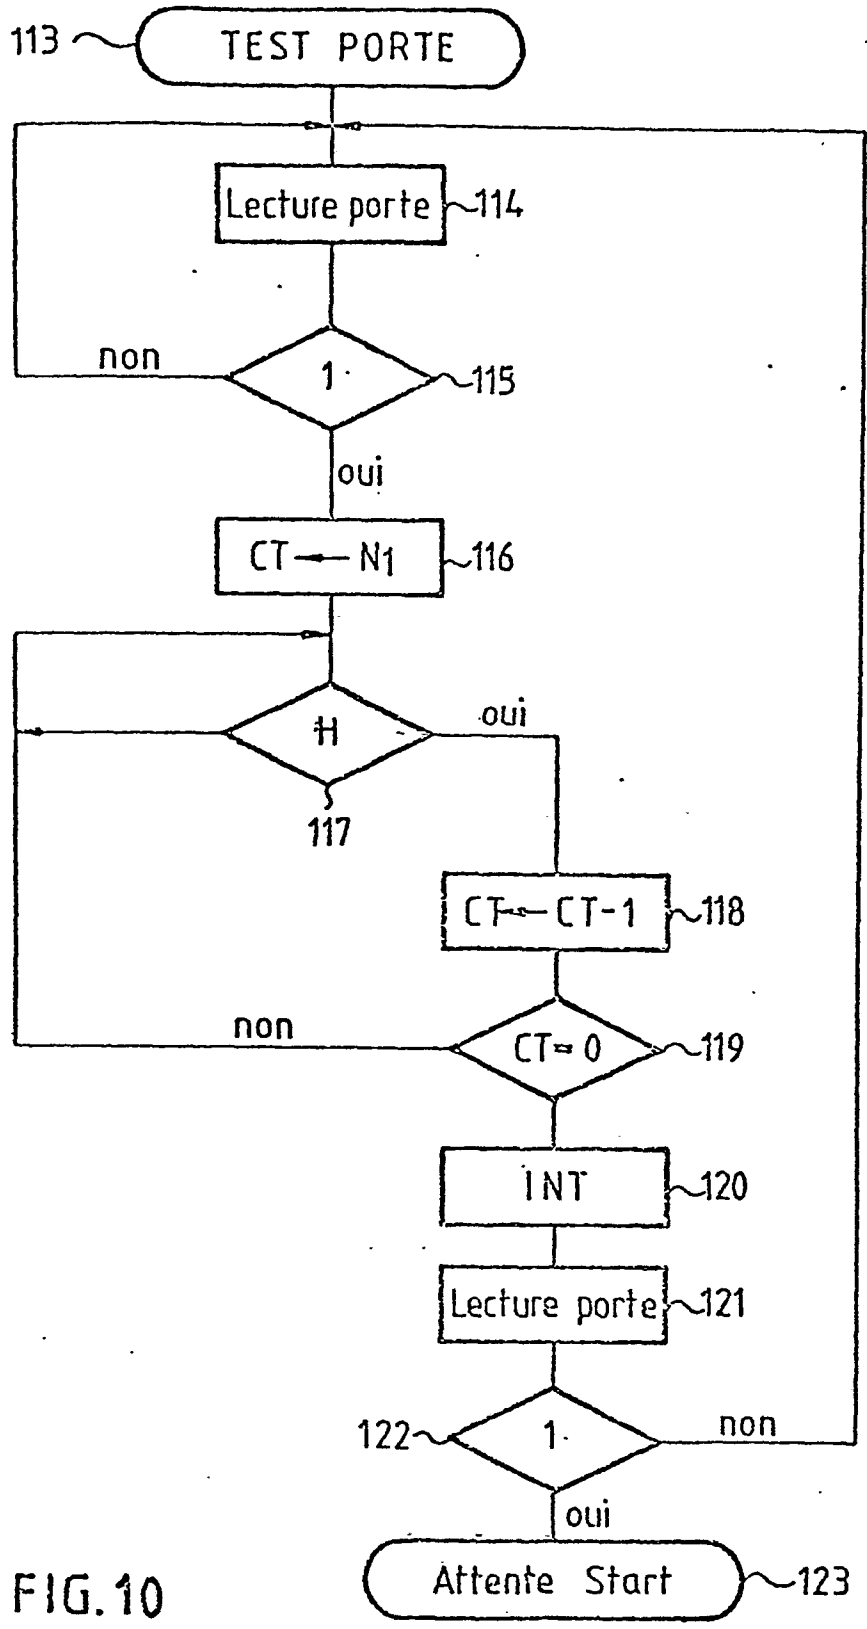 113 TEST PORTE
Lecture porte 114
non
1 115
oui
CT ← N1 116
H
oui
117
CT ← CT-1 118
non
CT=0 119
INT 120
Lecture porte 121
122 1
non
oui
Attente Start 123
FIG.10